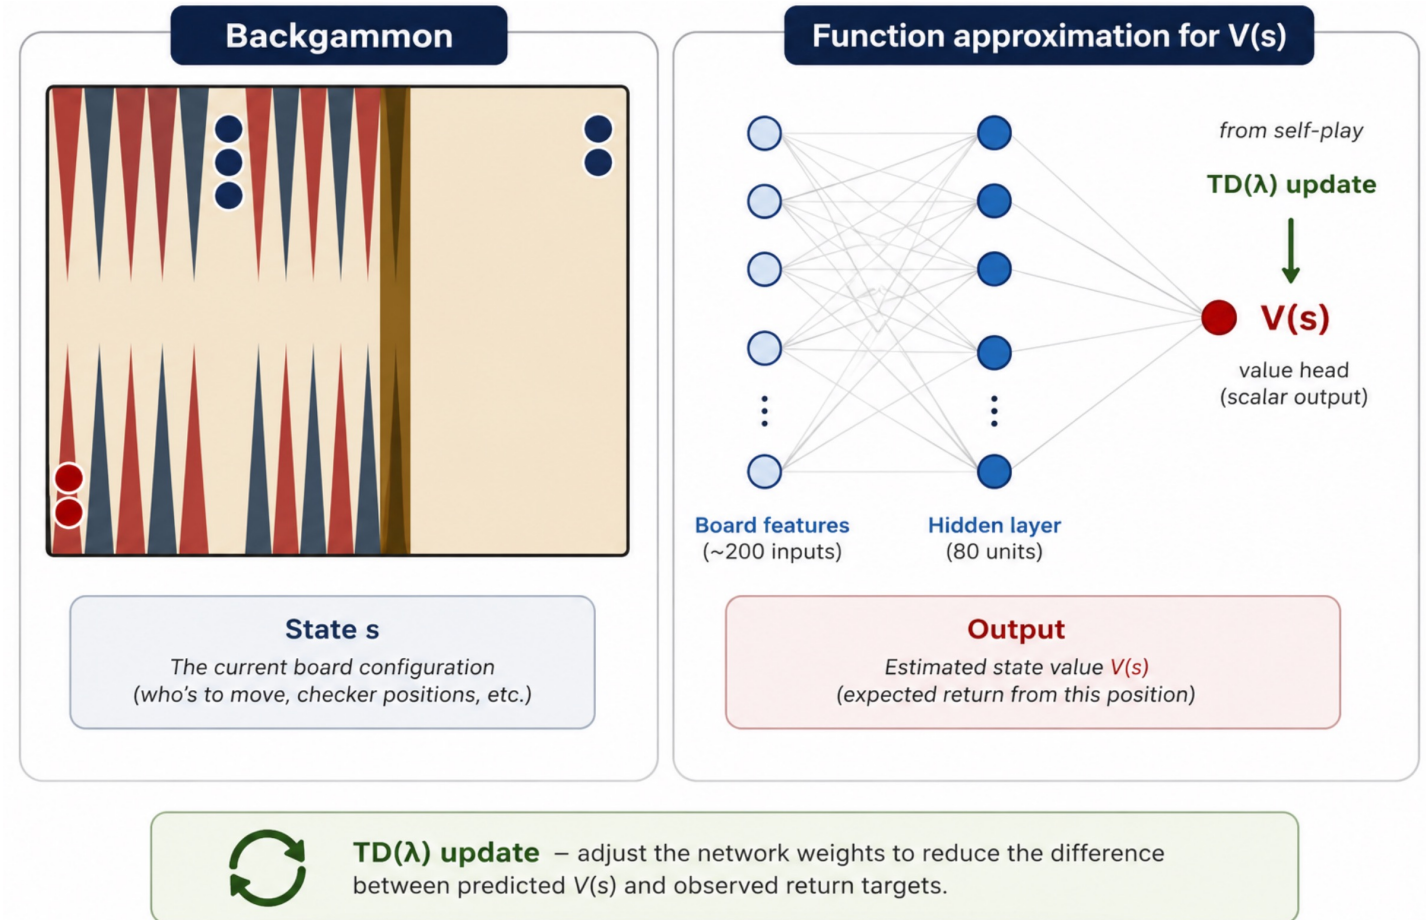 Backgammon
State s
The current board configuration
(who's to move, checker positions, etc.)
Function approximation for V(s)
from self-play
TD(λ) update
V(s)
value head
(scalar output)
Board features
(~200 inputs)
Hidden layer
(80 units)
Output
Estimated state value V(s)
(expected return from this position)
TD(λ) update – adjust the network weights to reduce the difference
between predicted V(s) and observed return targets.